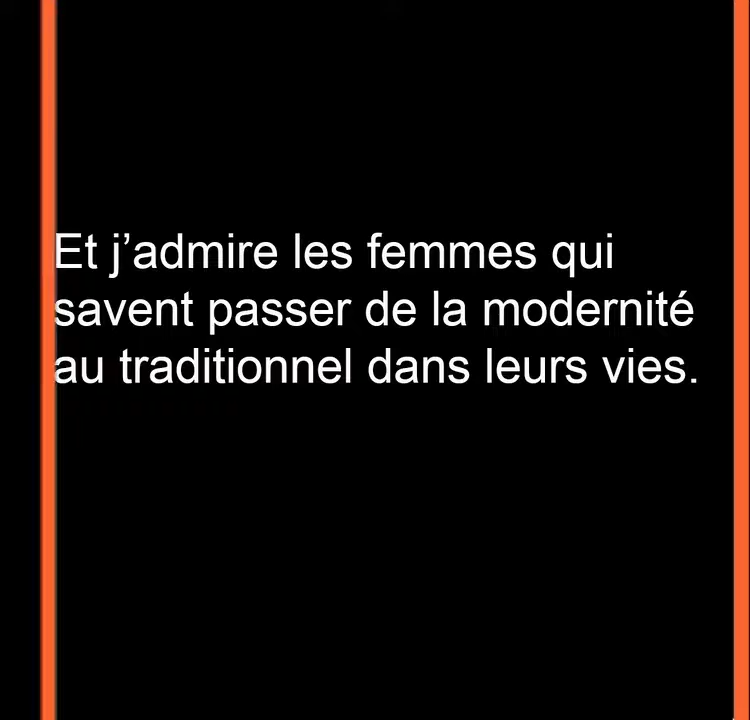 Et j’admire les femmes qui
savent passer de la modernité
au traditionnel dans leurs vies.